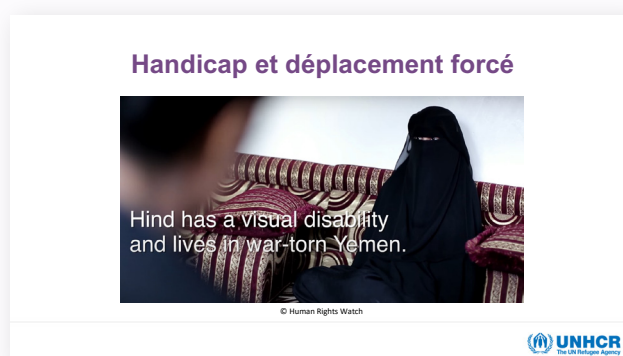 Handicap et déplacement forcé
Hind has a visual disability
and lives in war-torn Yemen.
© Human Rights Watch
UNHCR
The UN Refugee Agency